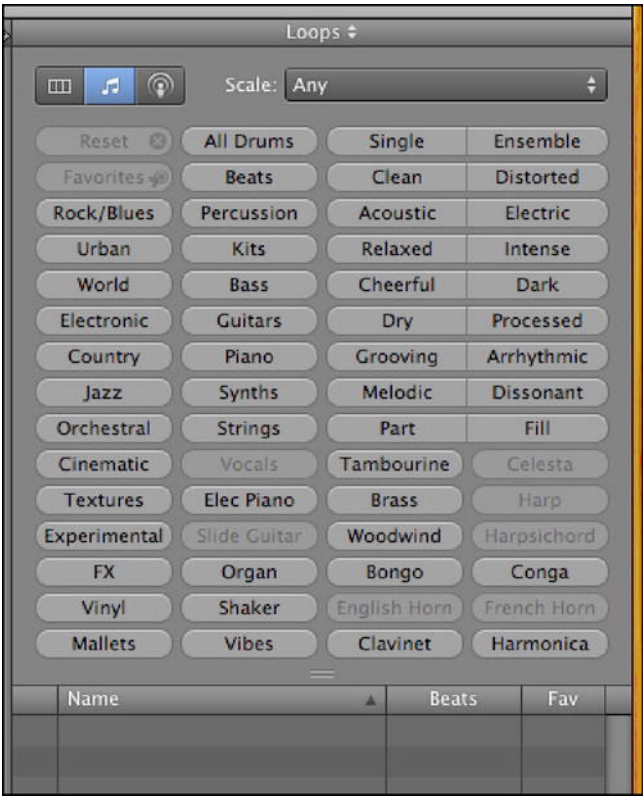 Loops
Scale: Any
Reset All Drums Single Ensemble
Favorites Beats Clean Distorted
Rock/Blues Percussion Acoustic Electric
Urban Kits Relaxed Intense
World Bass Cheerful Dark
Electronic Guitars Dry Processed
Country Piano Grooving Arrhythmic
Jazz Synths Melodic Dissonant
Orchestral Strings Part Fill
Cinematic Vocals Tambourine Celesta
Textures Elec Piano Brass Harp
Experimental Slide Guitar Woodwind Harpsichord
FX Organ Bongo Conga
Vinyl Shaker English Horn French Horn
Mallets Vibes Clavinet Harmonica
Name Beats Fav